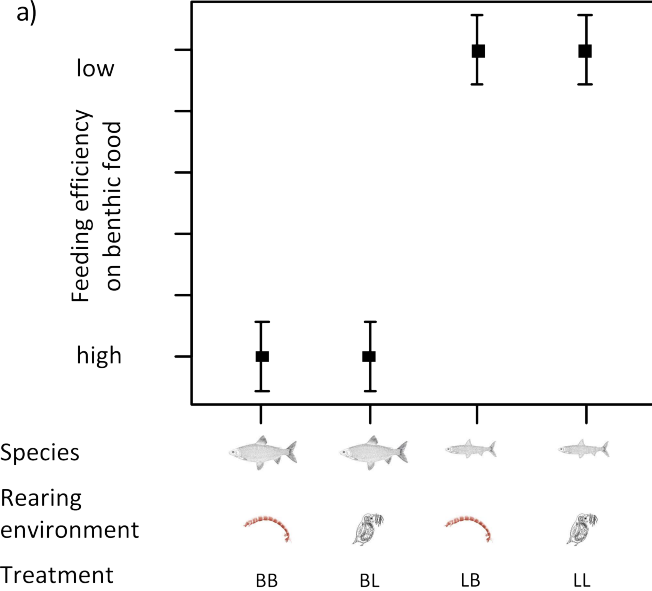 a)
low
Feeding efficiency
on benthic food
high
Species
Rearing
environment
Treatment BB BL LB LL